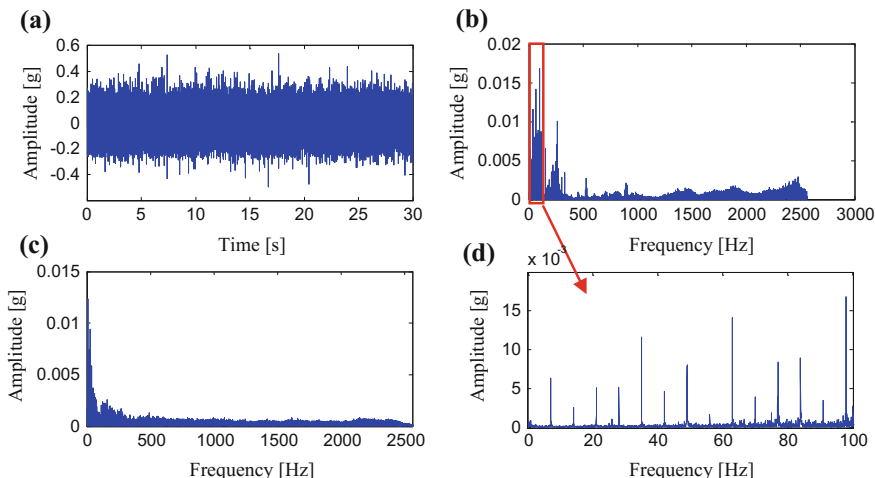 (a)
0.6
0.4
0.2
0
-0.2
-0.4
Amplitude [g]
0 5 10 15 20 25 30
Time [s]
(b)
0.02
0.015
0.01
0.005
0
Amplitude [g]
0 500 1000 1500 2000 2500 3000
Frequency [Hz]
(c)
0.015
0.01
0.005
0
Amplitude [g]
0 500 1000 1500 2000 2500
Frequency [Hz]
(d)
x 10⁻³
15
10
5
0
Amplitude [g]
0 20 40 60 80 100
Frequency [Hz]